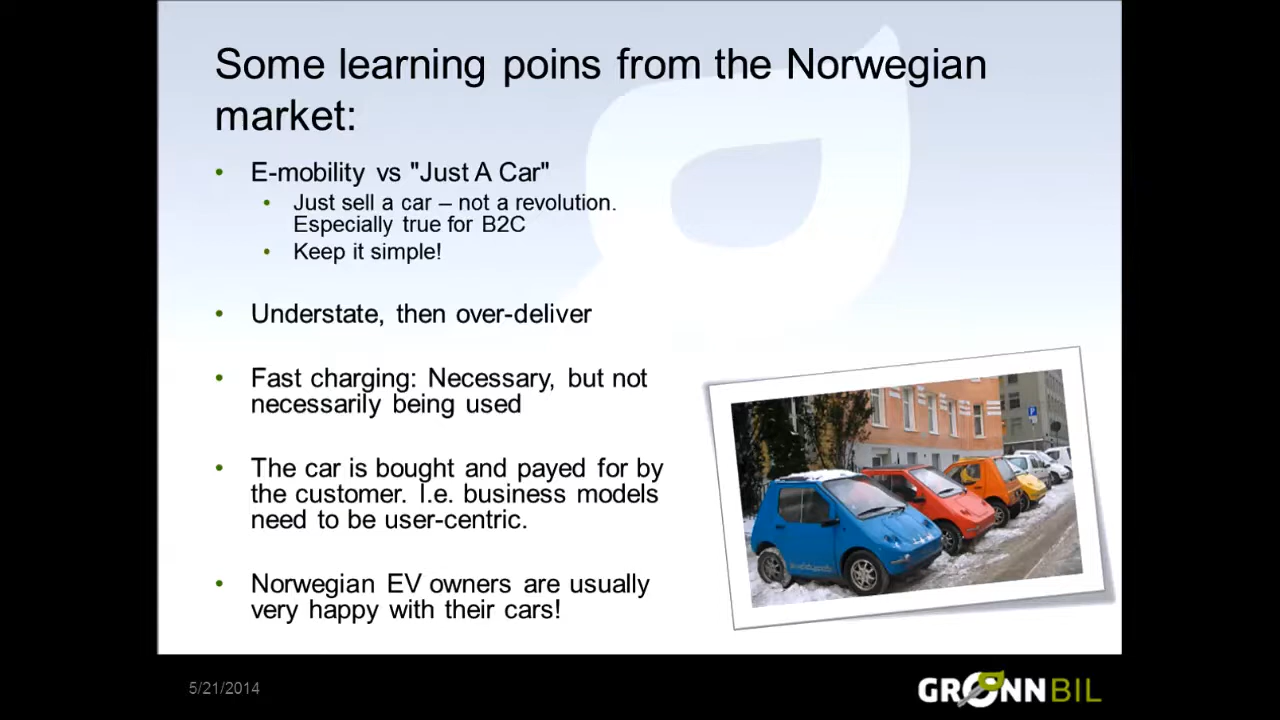 Some learning poins from the Norwegian
market:
• E-mobility vs "Just A Car"
• Just sell a car – not a revolution.
Especially true for B2C
• Keep it simple!
• Understate, then over-deliver
• Fast charging: Necessary, but not
necessarily being used
• The car is bought and payed for by
the customer. I.e. business models
need to be user-centric.
• Norwegian EV owners are usually
very happy with their cars!
P
5/21/2014
GRØNN BIL